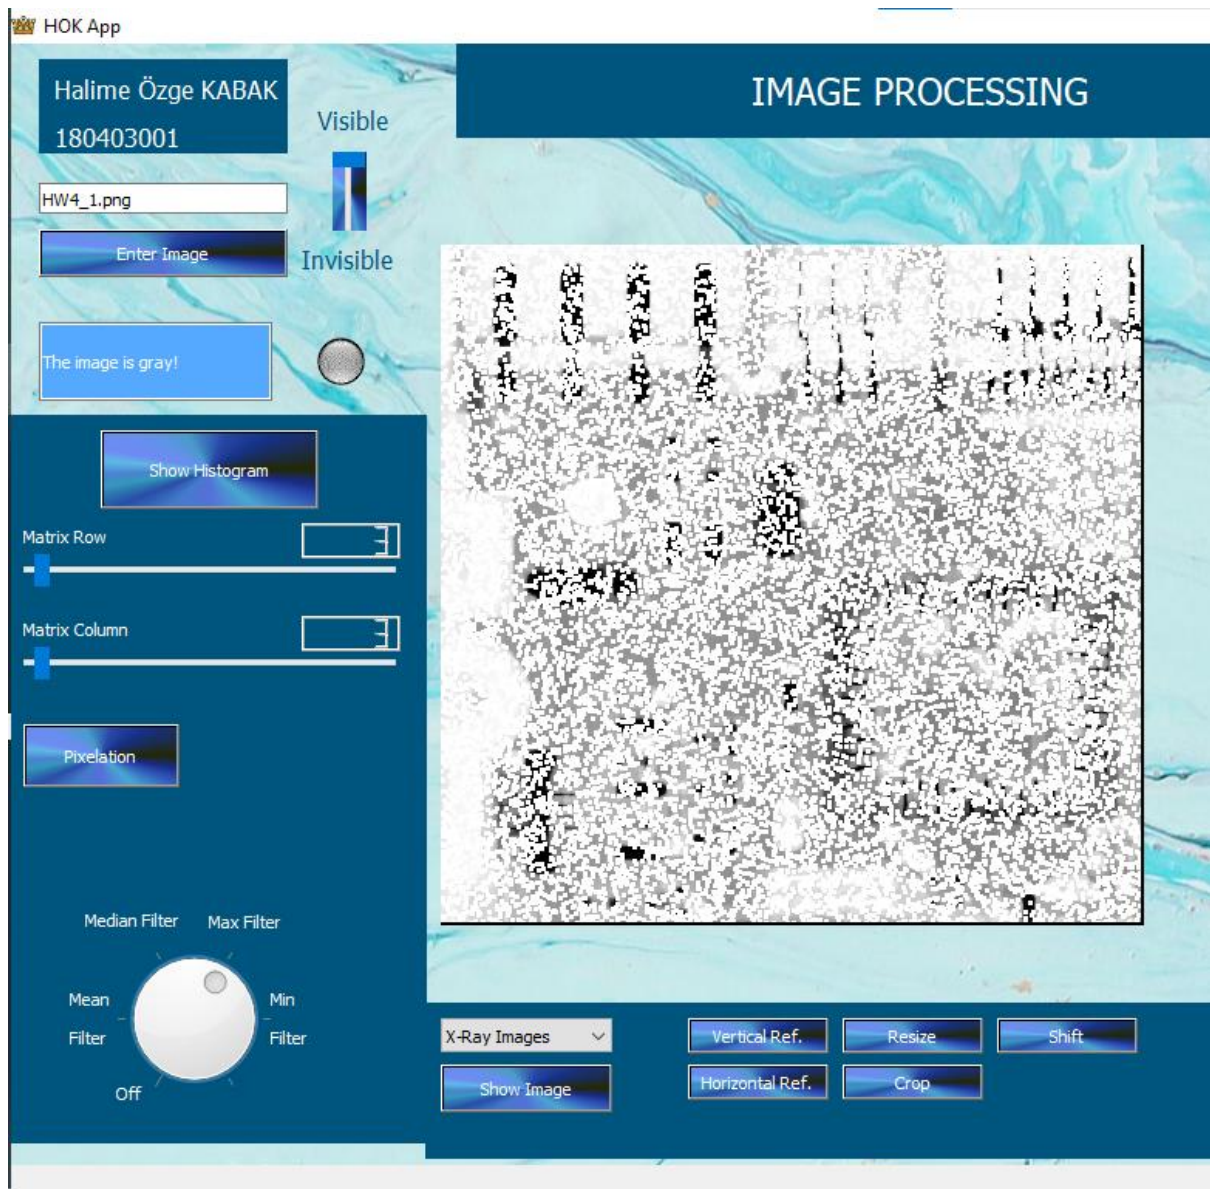 HOK App
Halime Özge KABAK
180403001
Visible
IMAGE PROCESSING
HW4_1.png
Enter Image
Invisible
The image is gray!
Show Histogram
Matrix Row
3
Matrix Column
3
Pixelation
Median Filter
Max Filter
Mean
Filter
Min
Filter
Off
X-Ray Images
Vertical Ref.
Resize
Shift
Show Image
Horizontal Ref.
Crop